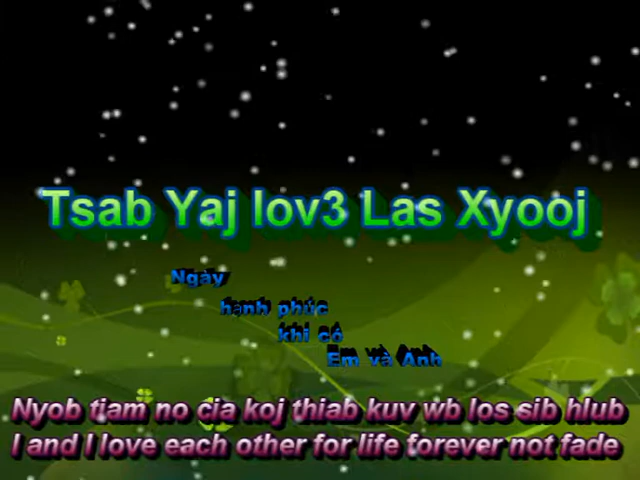 Tsab Yaj lov3 Las Xyooj
Ngày
hạnh phúc
khi có
Em và Anh
Nyob tiam no cia koj thiab kuv wb los sib hlub
I and I love each other for life forever not fade